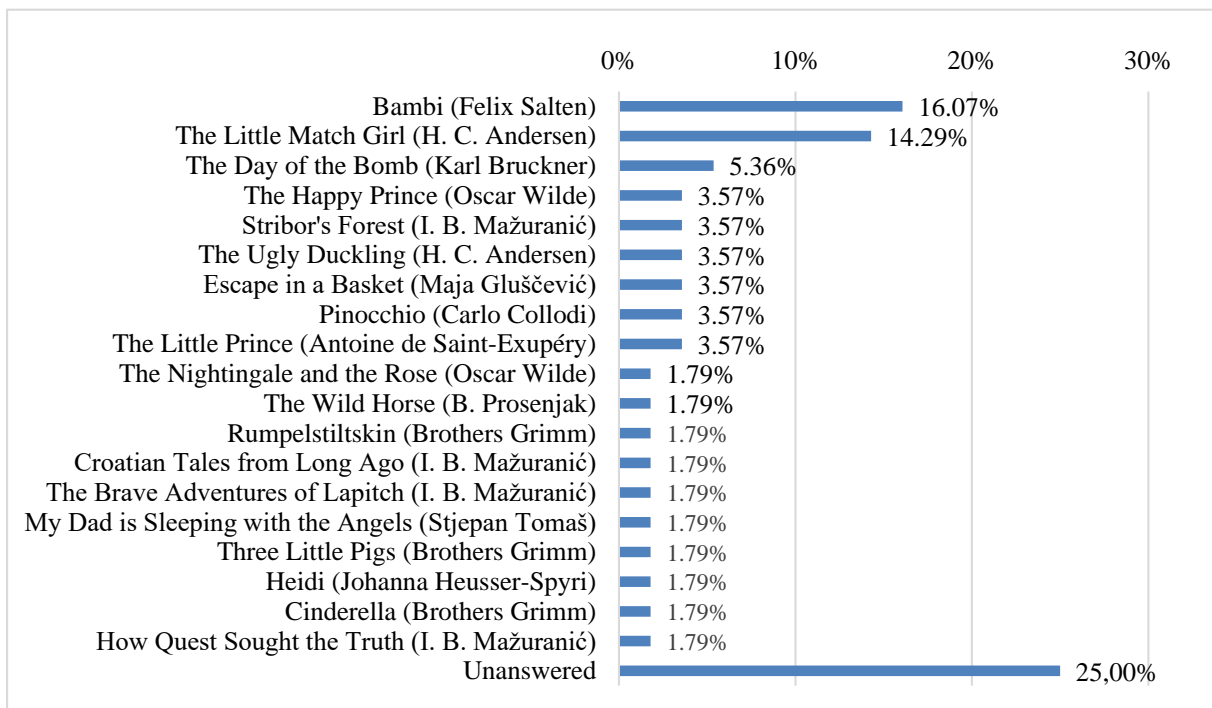 0% 10% 20% 30%
Bambi (Felix Salten) 16.07%
The Little Match Girl (H. C. Andersen) 14.29%
The Day of the Bomb (Karl Bruckner) 5.36%
The Happy Prince (Oscar Wilde) 3.57%
Stribor's Forest (I. B. Mažuranić) 3.57%
The Ugly Duckling (H. C. Andersen) 3.57%
Escape in a Basket (Maja Gluščević) 3.57%
Pinocchio (Carlo Collodi) 3.57%
The Little Prince (Antoine de Saint-Exupéry) 3.57%
The Nightingale and the Rose (Oscar Wilde) 1.79%
The Wild Horse (B. Prosenjak) 1.79%
Rumpelstiltskin (Brothers Grimm) 1.79%
Croatian Tales from Long Ago (I. B. Mažuranić) 1.79%
The Brave Adventures of Lapitch (I. B. Mažuranić) 1.79%
My Dad is Sleeping with the Angels (Stjepan Tomaš) 1.79%
Three Little Pigs (Brothers Grimm) 1.79%
Heidi (Johanna Heusser-Spyri) 1.79%
Cinderella (Brothers Grimm) 1.79%
How Quest Sought the Truth (I. B. Mažuranić) 1.79%
Unanswered 25,00%